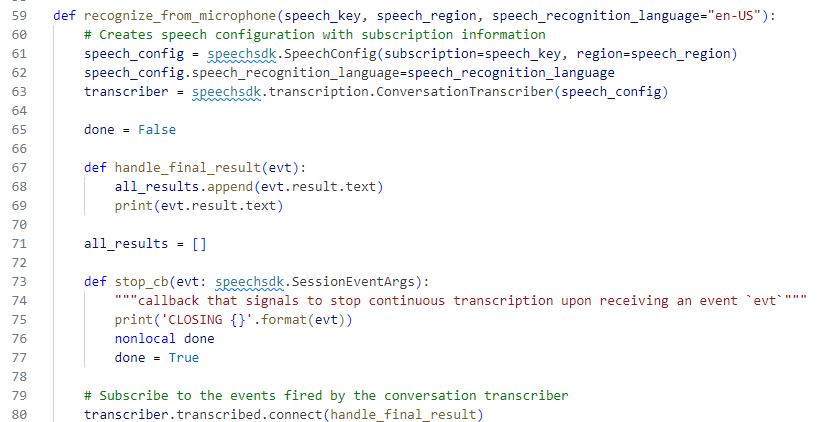 59 def recognize_from_microphone(speech_key, speech_region, speech_recognition_language="en-US"):
60     # Creates speech configuration with subscription information
61     speech_config = speechsdk.SpeechConfig(subscription=speech_key, region=speech_region)
62     speech_config.speech_recognition_language=speech_recognition_language
63     transcriber = speechsdk.transcription.ConversationTranscriber(speech_config)
64
65     done = False
66
67     def handle_final_result(evt):
68         all_results.append(evt.result.text)
69         print(evt.result.text)
70
71     all_results = []
72
73     def stop_cb(evt: speechsdk.SessionEventArgs):
74         """callback that signals to stop continuous transcription upon receiving an event `evt`"""
75         print('CLOSING {}'.format(evt))
76         nonlocal done
77         done = True
78
79     # Subscribe to the events fired by the conversation transcriber
80     transcriber.transcribed.connect(handle_final_result)